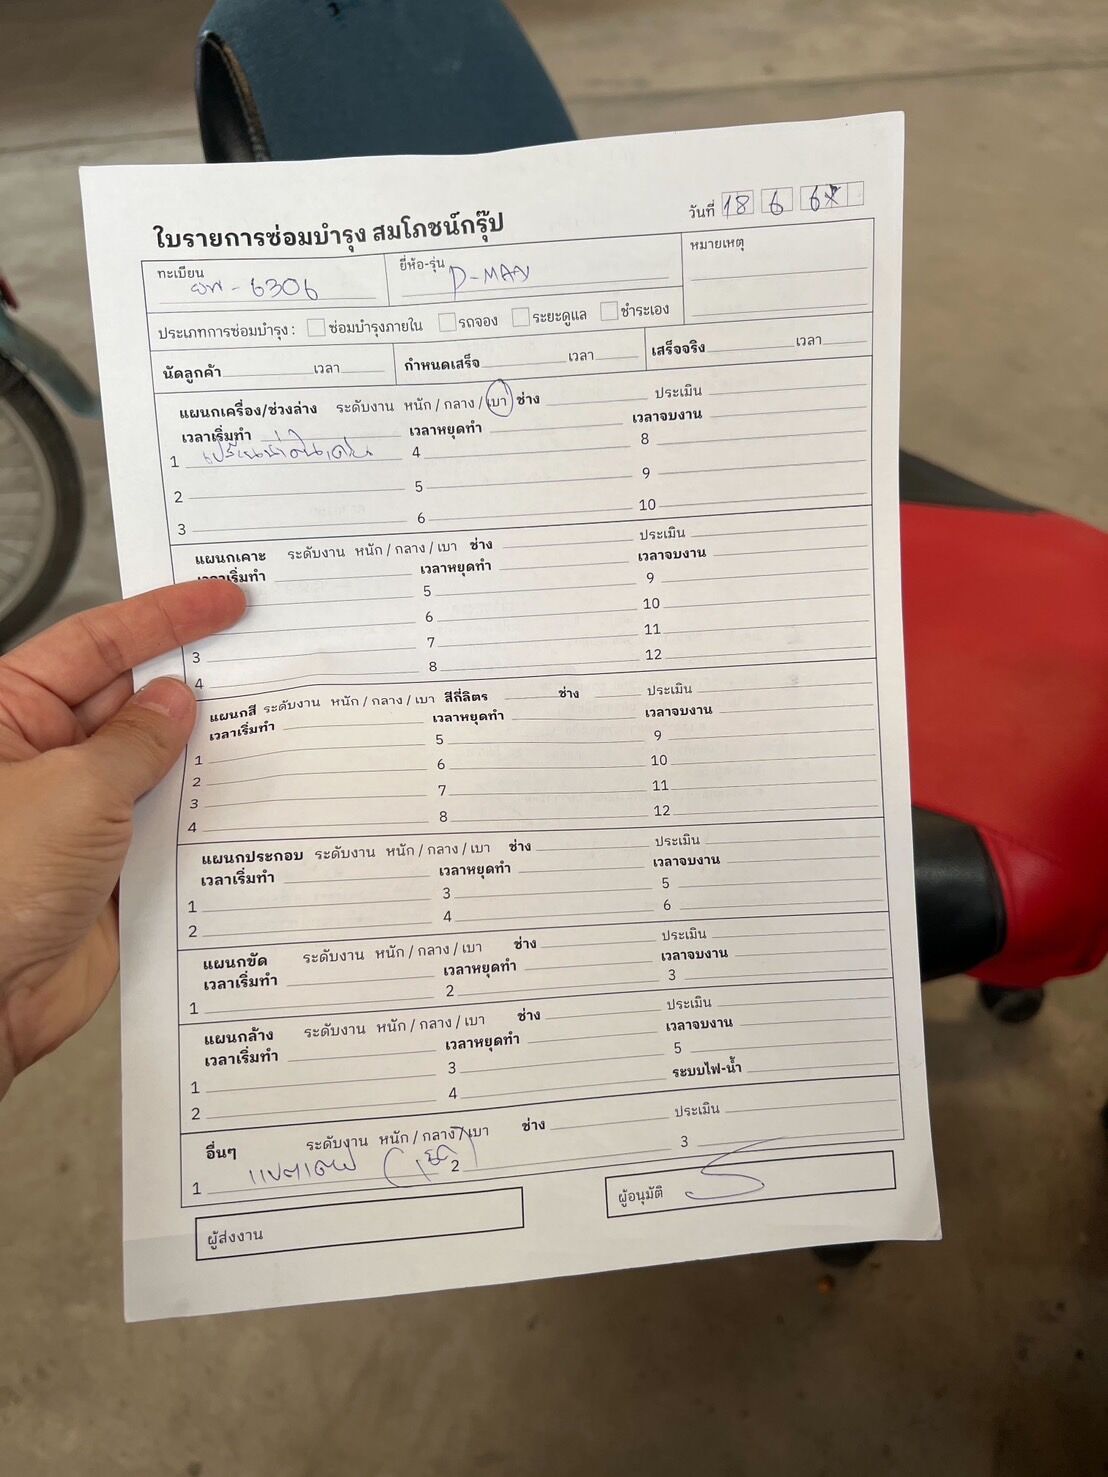 ใบรายการซ่อมบำรุง สมโภชน์กรุ๊ป
วันที่ 18 6
ทะเบียน - 6306 ยี่ห้อ-รุ่น D-MAX หมายเหตุ
ประเภทการซ่อมบำรุง : ซ่อมบำรุงภายใน รถจอง ระยะดูแล ชำระเอง
นัดลูกค้า เวลา กำหนดเสร็จ เวลา เสร็จจริง เวลา
แผนกเครื่อง/ช่วงล่าง ระดับงาน หนัก / กลาง / เบา ช่าง ประเมิน
เวลาเริ่มทำ เวลาหยุดทำ เวลาจบงาน
1 4 8
2 5 9
3 6 10
แผนกเคาะ ระดับงาน หนัก / กลาง / เบา ช่าง ประเมิน
เวลาเริ่มทำ เวลาหยุดทำ เวลาจบงาน
5 9
6 10
3 7 11
4 8 12
แผนกสี ระดับงาน หนัก / กลาง / เบา สีกี่ลิตร ช่าง ประเมิน
เวลาเริ่มทำ เวลาหยุดทำ เวลาจบงาน
1 5 9
2 6 10
3 7 11
4 8 12
แผนกประกอบ ระดับงาน หนัก / กลาง / เบา ช่าง ประเมิน
เวลาเริ่มทำ เวลาหยุดทำ เวลาจบงาน
1 3 5
2 4 6
แผนกขัด ระดับงาน หนัก / กลาง / เบา ช่าง ประเมิน
เวลาเริ่มทำ เวลาหยุดทำ เวลาจบงาน
1 2 3
แผนกล้าง ระดับงาน หนัก / กลาง / เบา ช่าง ประเมิน
เวลาเริ่มทำ เวลาหยุดทำ เวลาจบงาน
1 3 5
2 4 ระบบไฟ-น้ำ
อื่นๆ ระดับงาน หนัก / กลาง / เบา ช่าง ประเมิน
1 2 3
ผู้ส่งงาน ผู้อนุมัติ